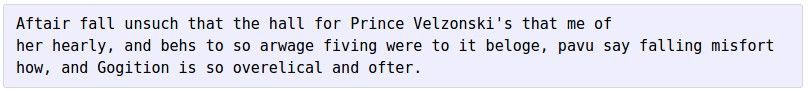 Aftair fall unsuch that the hall for Prince Velzonski's that me of
her hearly, and behs to so arwage fiving were to it beloge, pavu say falling misfort
how, and Gogition is so overelical and ofter.